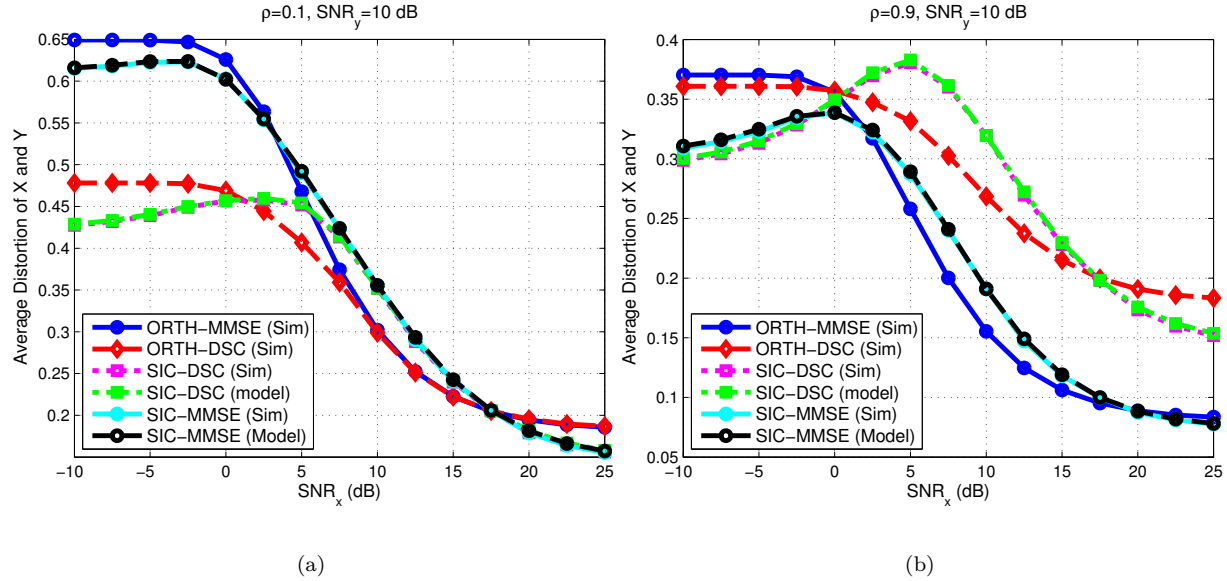 ρ=0.1, SNR_y=10 dB
Average Distortion of X and Y
0.65
0.6
0.55
0.5
0.45
0.4
0.35
0.3
0.25
0.2
ORTH−MMSE (Sim)
ORTH−DSC (Sim)
SIC−DSC (Sim)
SIC−DSC (model)
SIC−MMSE (Sim)
SIC−MMSE (Model)
−10 −5 0 5 10 15 20 25
SNR_x (dB)
(a)
ρ=0.9, SNR_y=10 dB
Average Distortion of X and Y
0.4
0.35
0.3
0.25
0.2
0.15
0.1
0.05
ORTH−MMSE (Sim)
ORTH−DSC (Sim)
SIC−DSC (Sim)
SIC−DSC (model)
SIC−MMSE (Sim)
SIC−MMSE (Model)
−10 −5 0 5 10 15 20 25
SNR_x (dB)
(b)